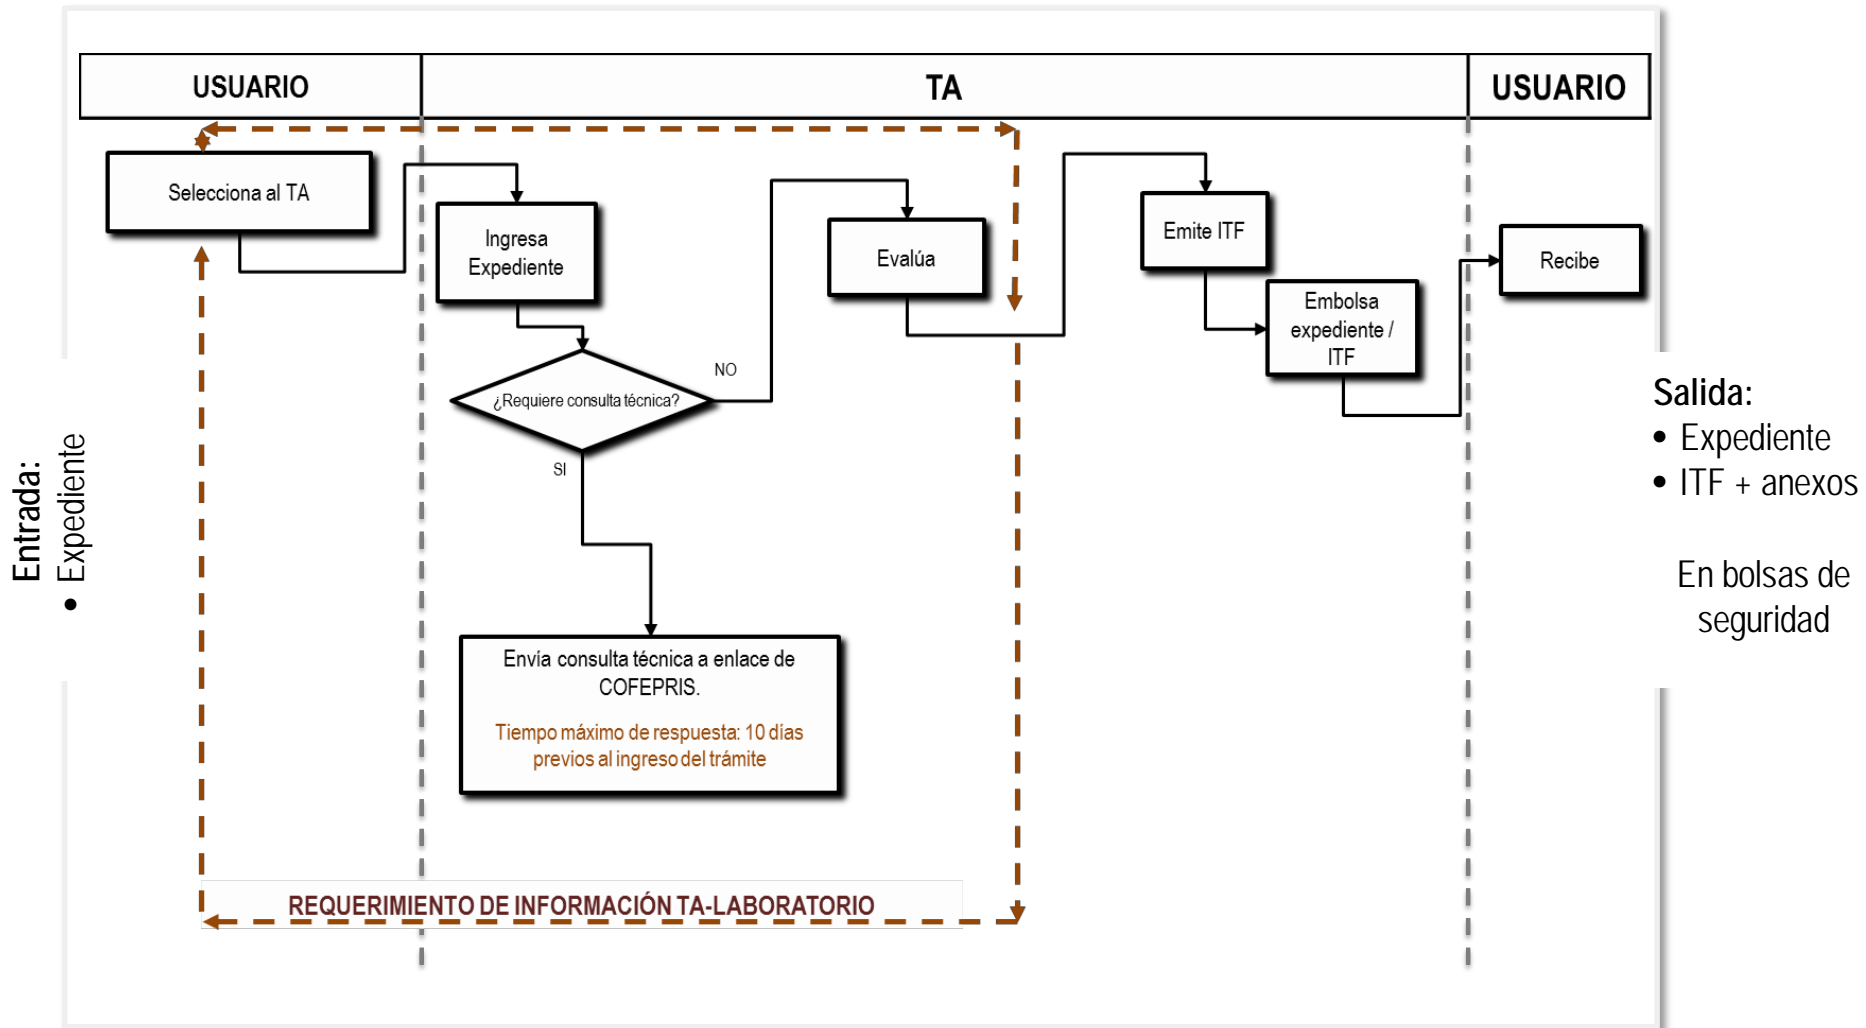 USUARIO
TA
USUARIO
Selecciona al TA
Ingresa
Expediente
Evalúa
Emite ITF
Recibe
Embolsa
expediente /
ITF
NO
¿Requiere consulta técnica?
SI
Envía consulta técnica a enlace de
COFEPRIS.
Tiempo máximo de respuesta: 10 días
previos al ingreso del trámite
REQUERIMIENTO DE INFORMACIÓN TA-LABORATORIO
Entrada:
• Expediente
Salida:
• Expediente
• ITF + anexos
En bolsas de
seguridad